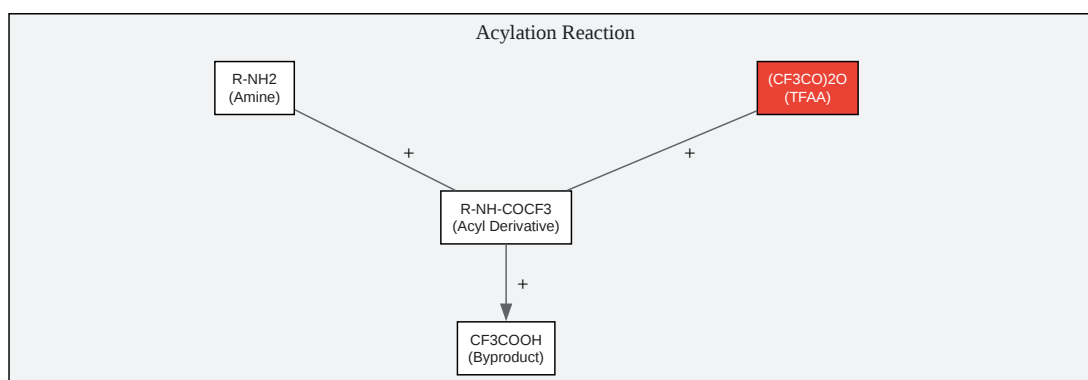 Acylation Reaction
R-NH2
(Amine)
(CF3CO)2O
(TFAA)
+
+
R-NH-COCF3
(Acyl Derivative)
+
CF3COOH
(Byproduct)